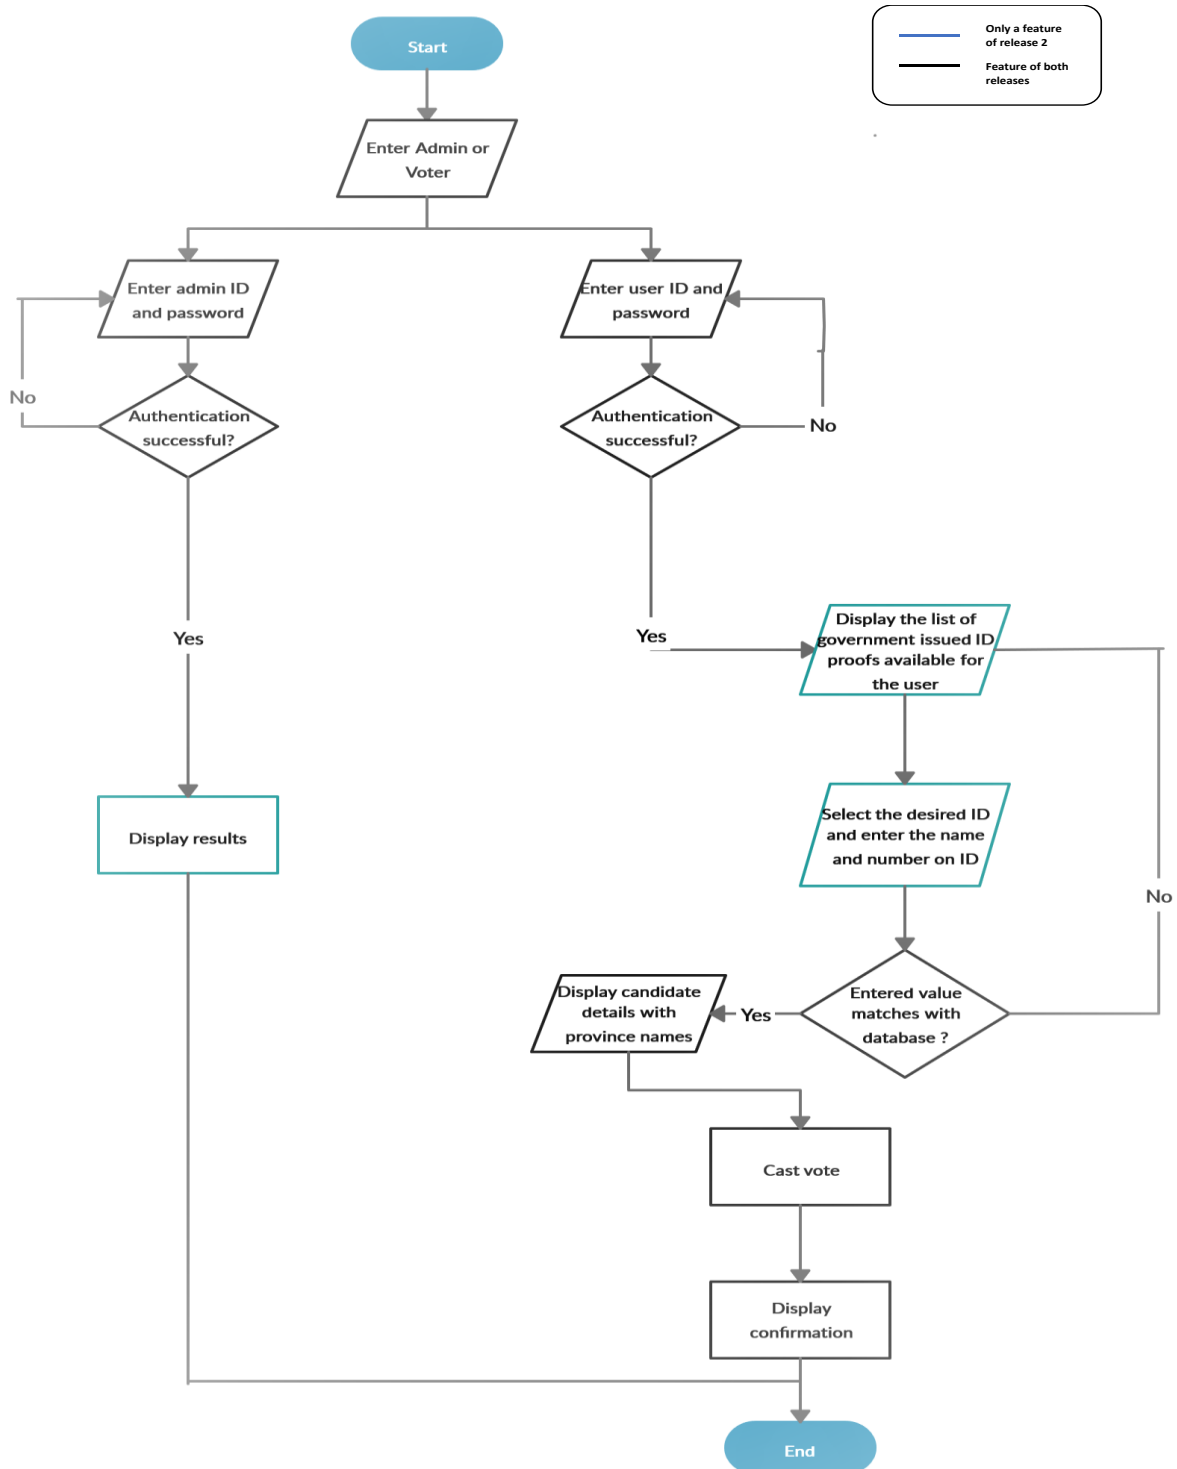 Start
Only a feature
of release 2
Feature of both
releases
Enter Admin or
Voter
Enter admin ID
and password
Enter user ID and
password
No
Authentication
successful?
Authentication
successful?
No
Yes
Yes
Display the list of
government issued ID
proofs available for
the user
Display results
Select the desired ID
and enter the name
and number on ID
No
Display candidate
details with
province names
Yes
Entered value
matches with
database ?
Cast vote
Display
confirmation
End